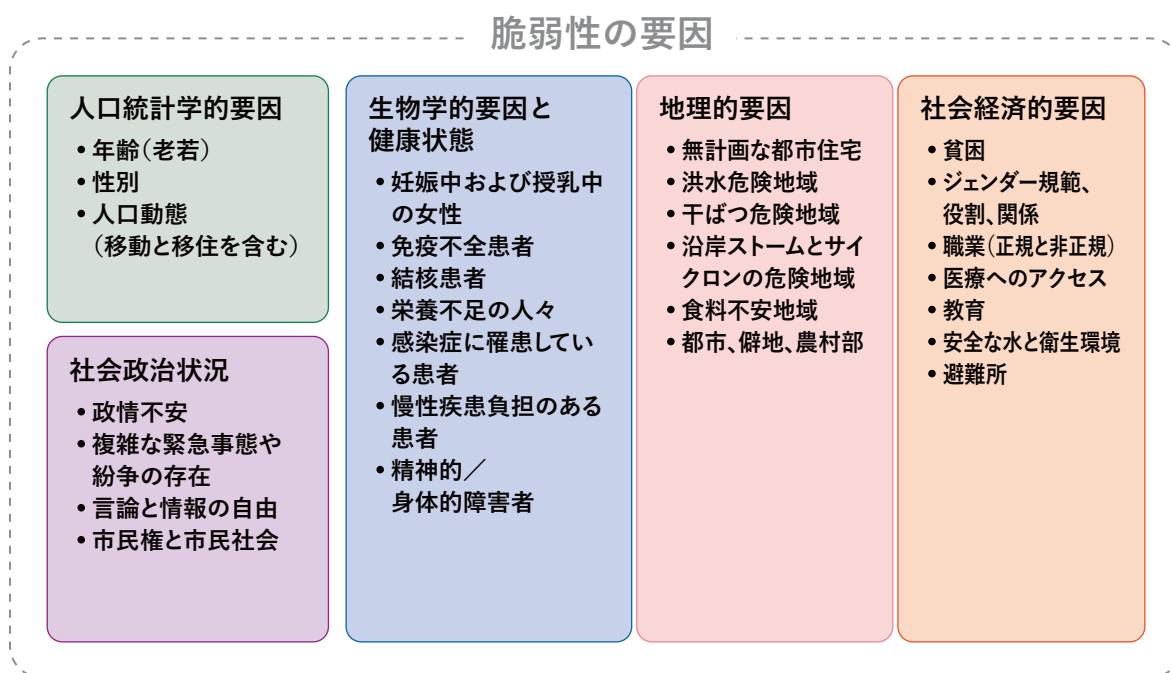 脆弱性の要因
人口統計学的要因
• 年齢（老若）
• 性別
• 人口動態
（移動と移住を含む）
社会政治状況
• 政情不安
• 複雑な緊急事態や
紛争の存在
• 言論と情報の自由
• 市民権と市民社会
生物学的要因と
健康状態
• 妊娠中および授乳中
の女性
• 免疫不全患者
• 結核患者
• 栄養不足の人々
• 感染症に罹患してい
る患者
• 慢性疾患負担のある
患者
• 精神的／
身体的障害者
地理的要因
• 無計画な都市住宅
• 洪水危険地域
• 干ばつ危険地域
• 沿岸ストームとサイ
クロンの危険地域
• 食料不安地域
• 都市、僻地、農村部
社会経済的要因
• 貧困
• ジェンダー規範、
役割、関係
• 職業（正規と非正規）
• 医療へのアクセス
• 教育
• 安全な水と衛生環境
• 避難所